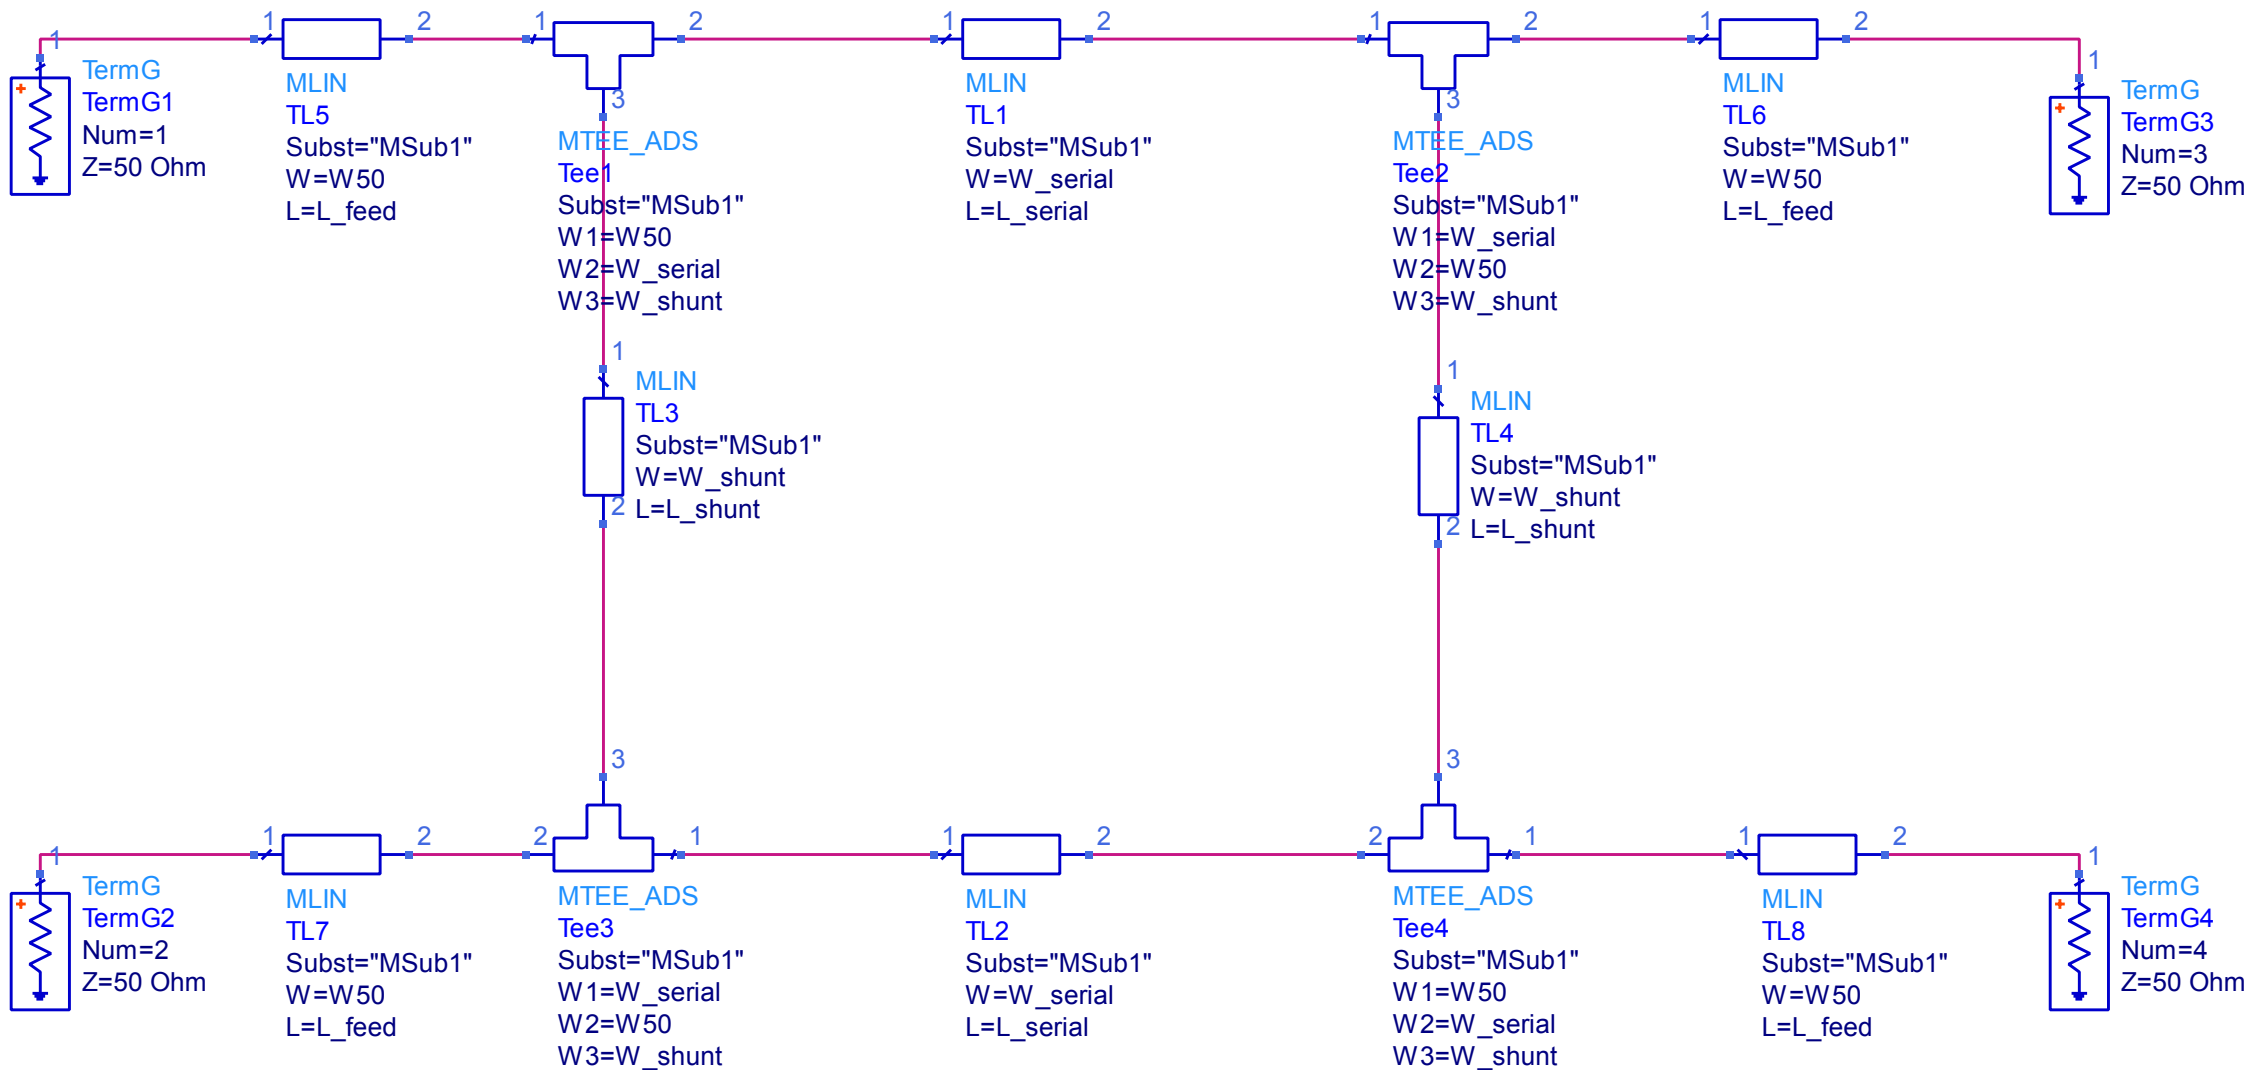 1 2 1 2 1 2 1 2 1 2
1 1
TermG
TermG1
Num=1
Z=50 Ohm
MLIN
TL5
Subst="MSub1"
W=W50
L=L_feed
3
MTEE_ADS
Tee1
Subst="MSub1"
W1=W50
W2=W_serial
W3=W_shunt
MLIN
TL1
Subst="MSub1"
W=W_serial
L=L_serial
3
MTEE_ADS
Tee2
Subst="MSub1"
W1=W_serial
W2=W50
W3=W_shunt
MLIN
TL6
Subst="MSub1"
W=W50
L=L_feed
TermG
TermG3
Num=3
Z=50 Ohm
1
MLIN
TL3
Subst="MSub1"
W=W_shunt
L=L_shunt
2
1
MLIN
TL4
Subst="MSub1"
W=W_shunt
L=L_shunt
2
3 3
1 2 2 1 1 2 2 1 1 2
1 1
TermG
TermG2
Num=2
Z=50 Ohm
MLIN
TL7
Subst="MSub1"
W=W50
L=L_feed
MTEE_ADS
Tee3
Subst="MSub1"
W1=W_serial
W2=W50
W3=W_shunt
MLIN
TL2
Subst="MSub1"
W=W_serial
L=L_serial
MTEE_ADS
Tee4
Subst="MSub1"
W1=W50
W2=W_serial
W3=W_shunt
MLIN
TL8
Subst="MSub1"
W=W50
L=L_feed
TermG
TermG4
Num=4
Z=50 Ohm